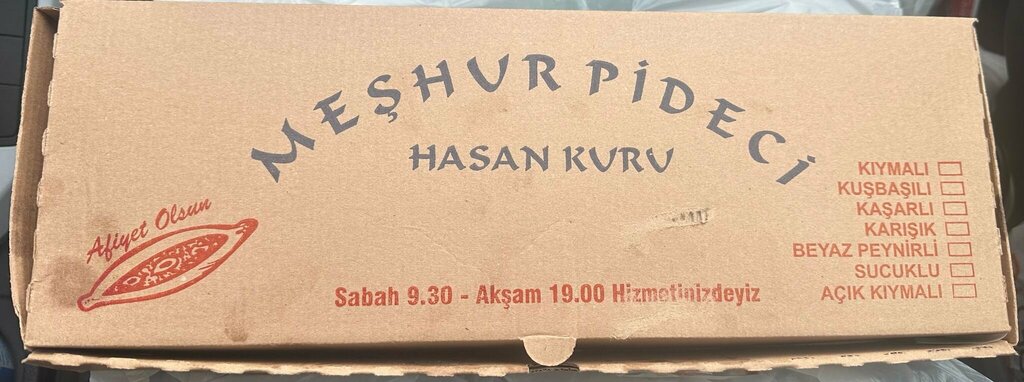 MEŞHUR PİDECİ
HASAN KURU
Afiyet Olsun
KIYMALI
KUŞBAŞILI
KAŞARLI
KARIŞIK
BEYAZ PEYNİRLİ
SUCUKLU
AÇIK KIYMALI
Sabah 9.30 - Akşam 19.00 Hizmetinizdeyiz